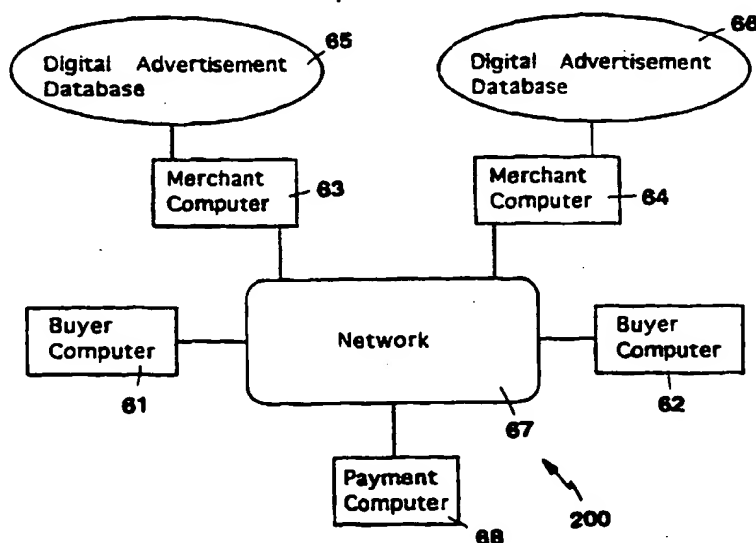 65
Digital Advertisement
Database
66
Digital Advertisement
Database
Merchant
Computer
63
Merchant
Computer
64
Buyer
Computer
61
Network
67
Buyer
Computer
62
Payment
Computer
68
200